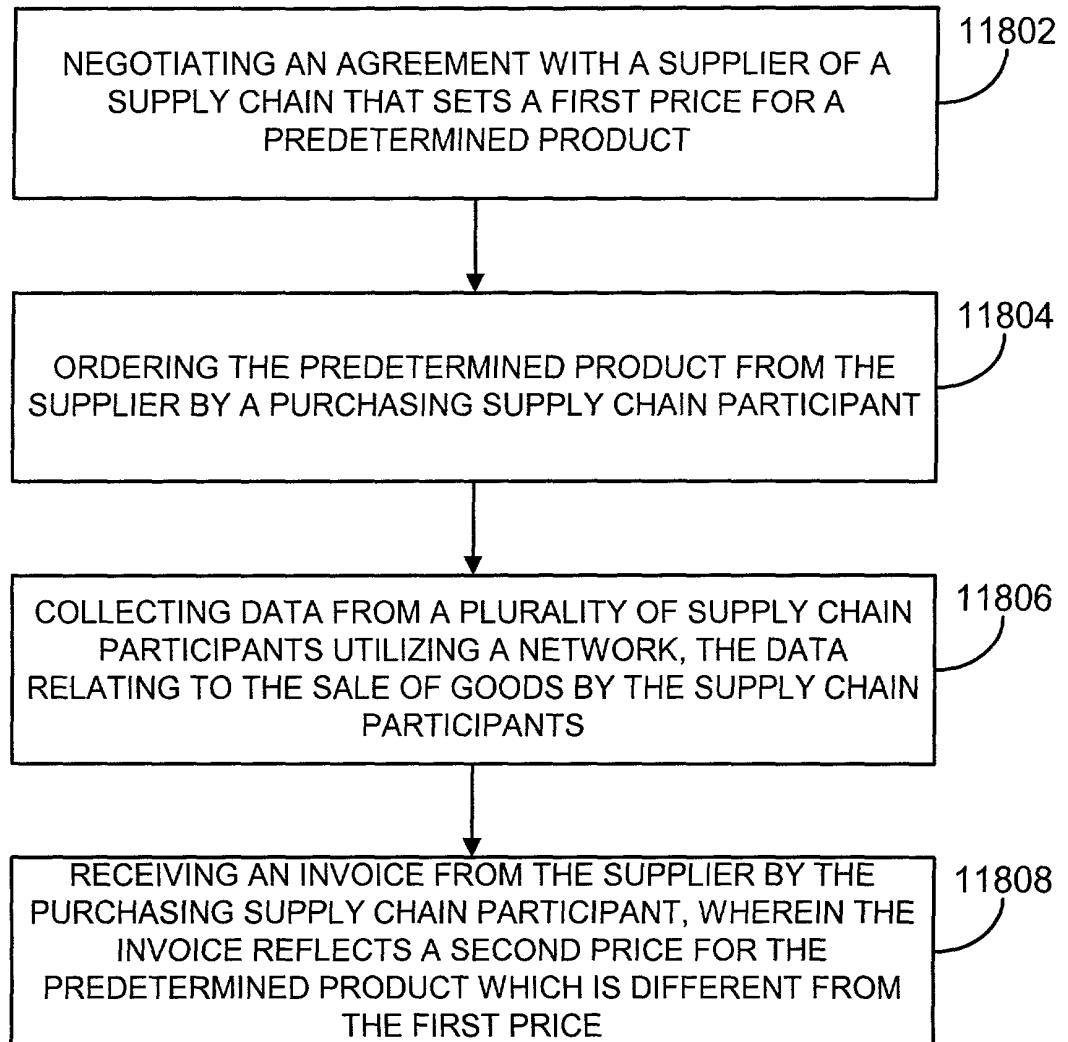 11802
NEGOTIATING AN AGREEMENT WITH A SUPPLIER OF A
SUPPLY CHAIN THAT SETS A FIRST PRICE FOR A
PREDETERMINED PRODUCT
11804
ORDERING THE PREDETERMINED PRODUCT FROM THE
SUPPLIER BY A PURCHASING SUPPLY CHAIN PARTICIPANT
11806
COLLECTING DATA FROM A PLURALITY OF SUPPLY CHAIN
PARTICIPANTS UTILIZING A NETWORK, THE DATA
RELATING TO THE SALE OF GOODS BY THE SUPPLY CHAIN
PARTICIPANTS
11808
RECEIVING AN INVOICE FROM THE SUPPLIER BY THE
PURCHASING SUPPLY CHAIN PARTICIPANT, WHEREIN THE
INVOICE REFLECTS A SECOND PRICE FOR THE
PREDETERMINED PRODUCT WHICH IS DIFFERENT FROM
THE FIRST PRICE